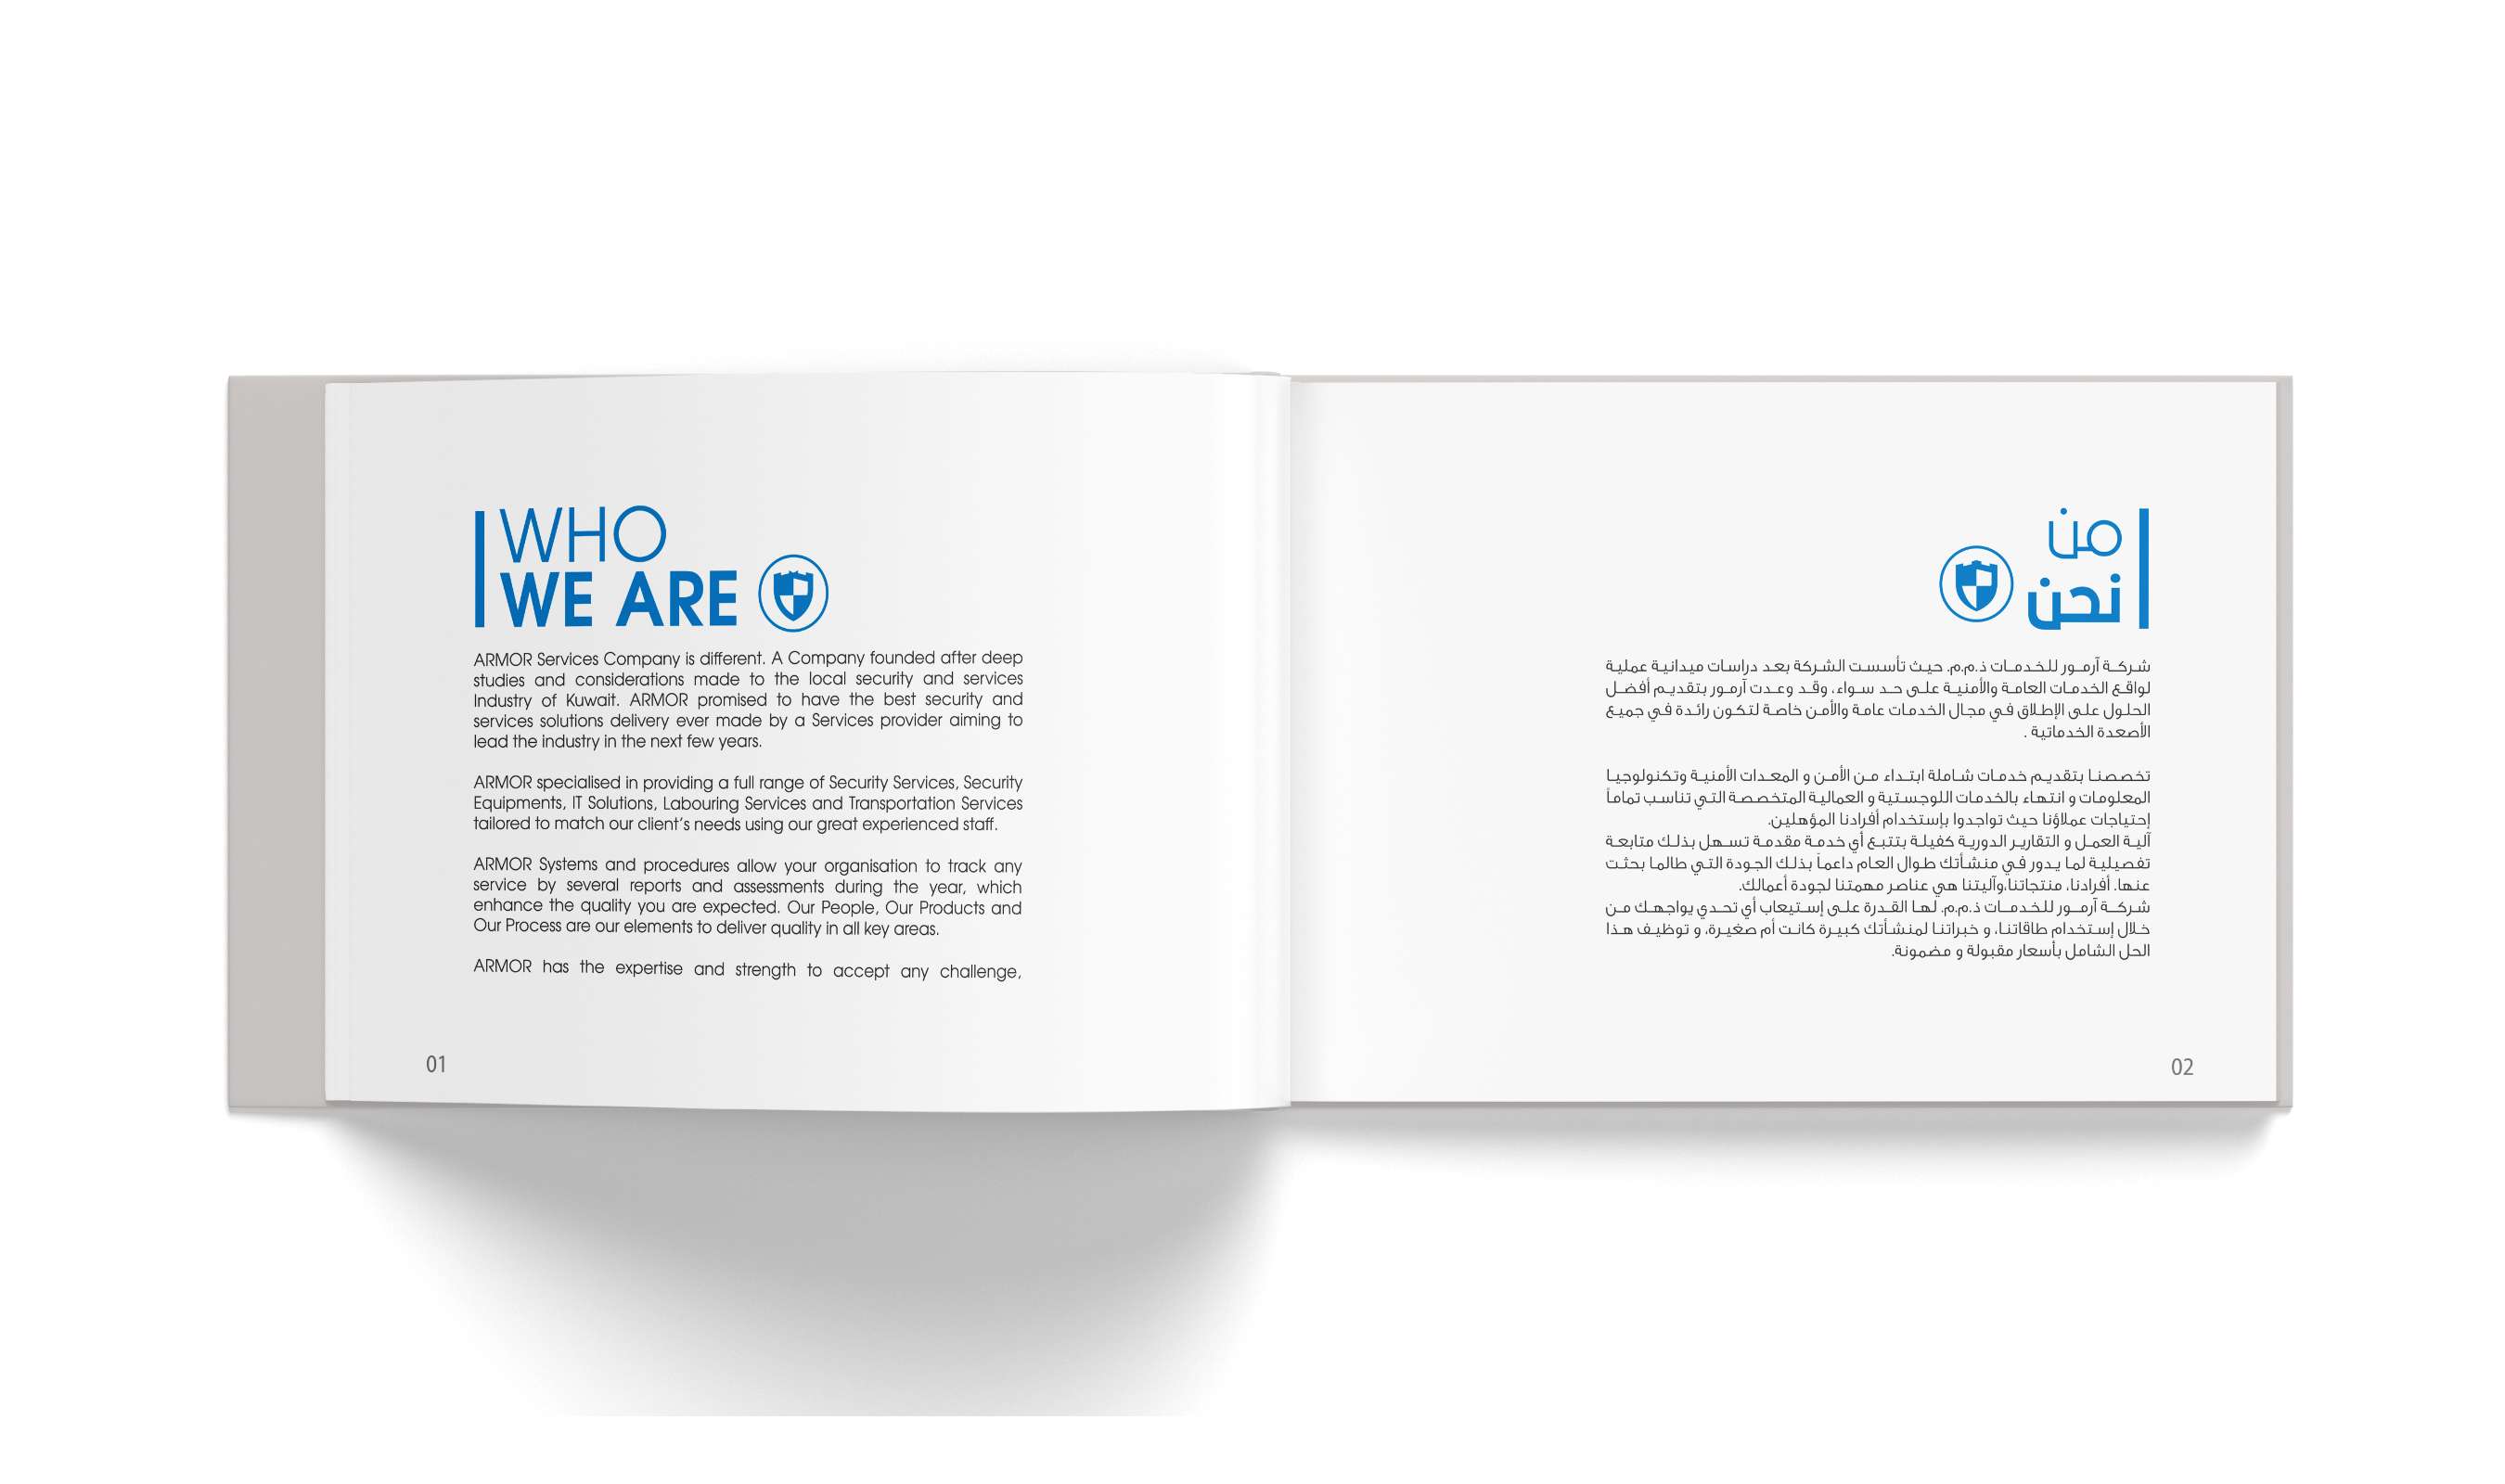 WHO
WE ARE
ARMOR Services Company is different. A Company founded after deep
studies and considerations made to the local security and services
Industry of Kuwait. ARMOR promised to have the best security and
services solutions delivery ever made by a Services provider aiming to
lead the industry in the next few years.
ARMOR specialised in providing a full range of Security Services, Security
Equipments, IT Solutions, Labouring Services and Transportation Services
tailored to match our client's needs using our great experienced staff.
ARMOR Systems and procedures allow your organisation to track any
service by several reports and assessments during the year, which
enhance the quality you are expected. Our People, Our Products and
Our Process are our elements to deliver quality in all key areas.
ARMOR has the expertise and strength to accept any challenge,
01
من
نحن
شركة آرمور للخدمات ذ.م.م. حيث تأسست الشركة بعد دراسات ميدانية عملية
لواقع الخدمات العامة والأمنية على حد سواء، وقد وعدت آرمور بتقديم أفضل
الحلول على الإطلاق في مجال الخدمات عامة والأمن خاصة لتكون رائدة في جميع
الأصعدة الخدماتية .
تخصصنا بتقديم خدمات شاملة ابتداء من الأمن و المعدات الأمنية وتكنولوجيا
المعلومات و انتهاء بالخدمات اللوجستية و العمالية المتخصصة التي تناسب تماماً
إحتياجات عملاؤنا حيث تواجدوا بإستخدام أفرادنا المؤهلين.
آلية العمل و التقارير الدورية كفيلة بتتبع أي خدمة مقدمة تسهل بذلك متابعة
تفصيلية لما يدور في منشأتك طوال العام داعماً بذلك الجودة التي طالما بحثت
عنها. أفرادنا، منتجاتنا،وآليتنا هي عناصر مهمتنا لجودة أعمالك.
شركة آرمور للخدمات ذ.م.م. لها القدرة على إستيعاب أي تحدي يواجهك من
خلال إستخدام طاقاتنا، و خبراتنا لمنشأتك كبيرة كانت أم صغيرة، و توظيف هذا
الحل الشامل بأسعار مقبولة و مضمونة.
02